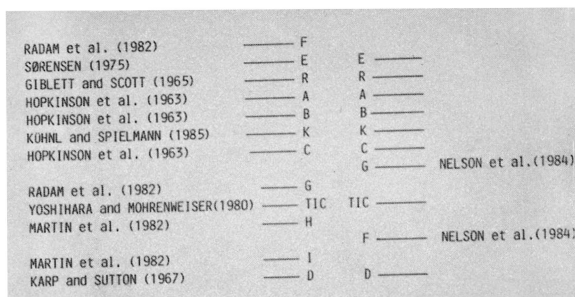 RADAM et al. (1982) F
SØRENSEN (1975) E E
GIBLETT and SCOTT (1965) R R
HOPKINSON et al. (1963) A A
HOPKINSON et al. (1963) B B
KÜHNL and SPIELMANN (1985) K K
HOPKINSON et al. (1963) C C
G NELSON et al.(1984)
RADAM et al. (1982) G
YOSHIHARA and MOHRENWEISER(1980) TIC TIC
MARTIN et al. (1982) H
F NELSON et al.(1984)
MARTIN et al. (1982) I
KARP and SUTTON (1967) D D